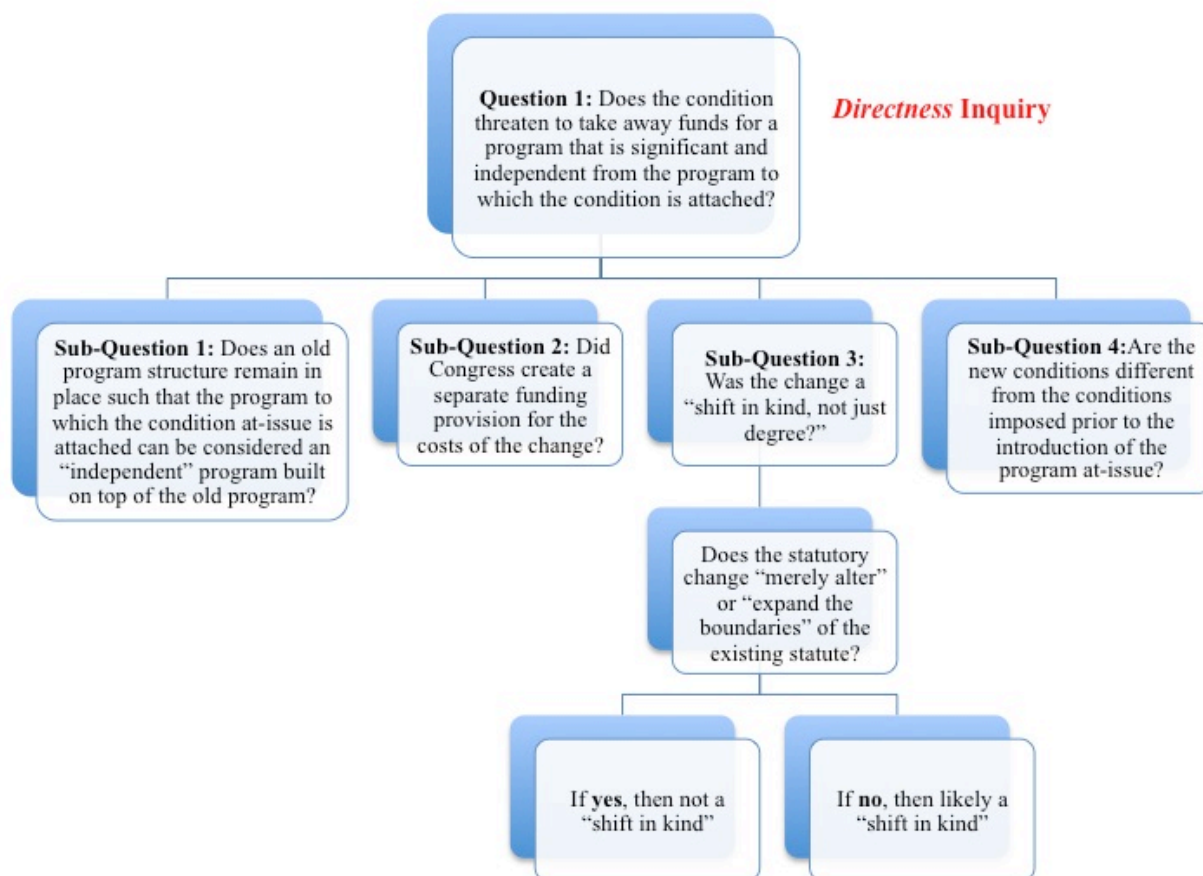 Question 1: Does the condition
threaten to take away funds for a
program that is significant and
independent from the program to
which the condition is attached?
Directness Inquiry
Sub-Question 1: Does an old
program structure remain in
place such that the program to
which the condition at-issue is
attached can be considered an
“independent” program built
on top of the old program?
Sub-Question 2: Did
Congress create a
separate funding
provision for the
costs of the change?
Sub-Question 3:
Was the change a
“shift in kind, not just
degree?”
Sub-Question 4:Are the
new conditions different
from the conditions
imposed prior to the
introduction of the
program at-issue?
Does the statutory
change “merely alter”
or “expand the
boundaries” of the
existing statute?
If yes, then not a
“shift in kind”
If no, then likely a
“shift in kind”